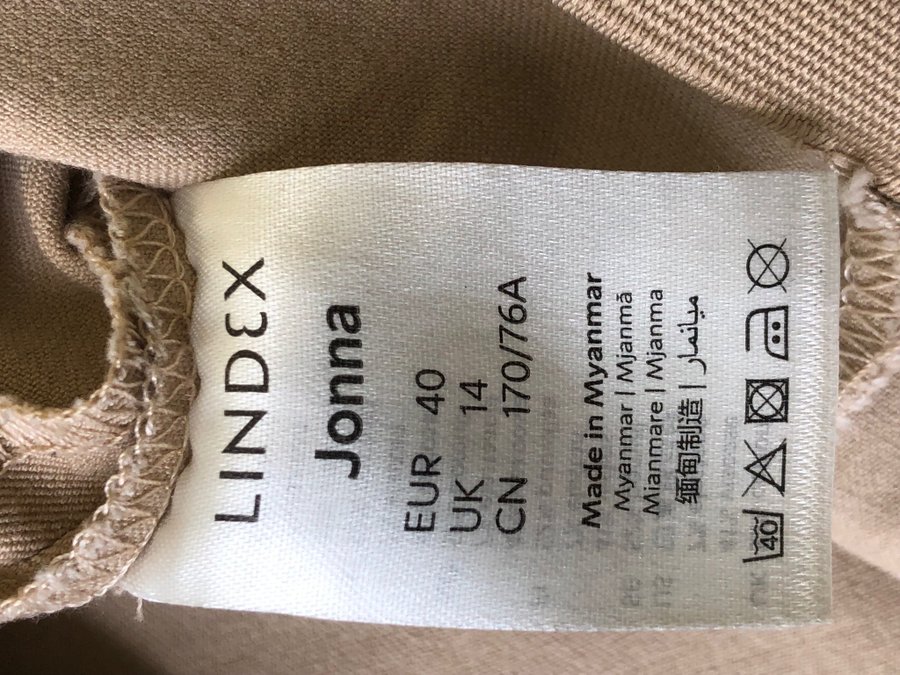 LINDEX
Jonna
EUR 40
UK 14
CN 170/76A
Made in Myanmar
Myanmar | Mjanmā
Mianmare | Mjanma
缅甸制造 | ميانمار
40